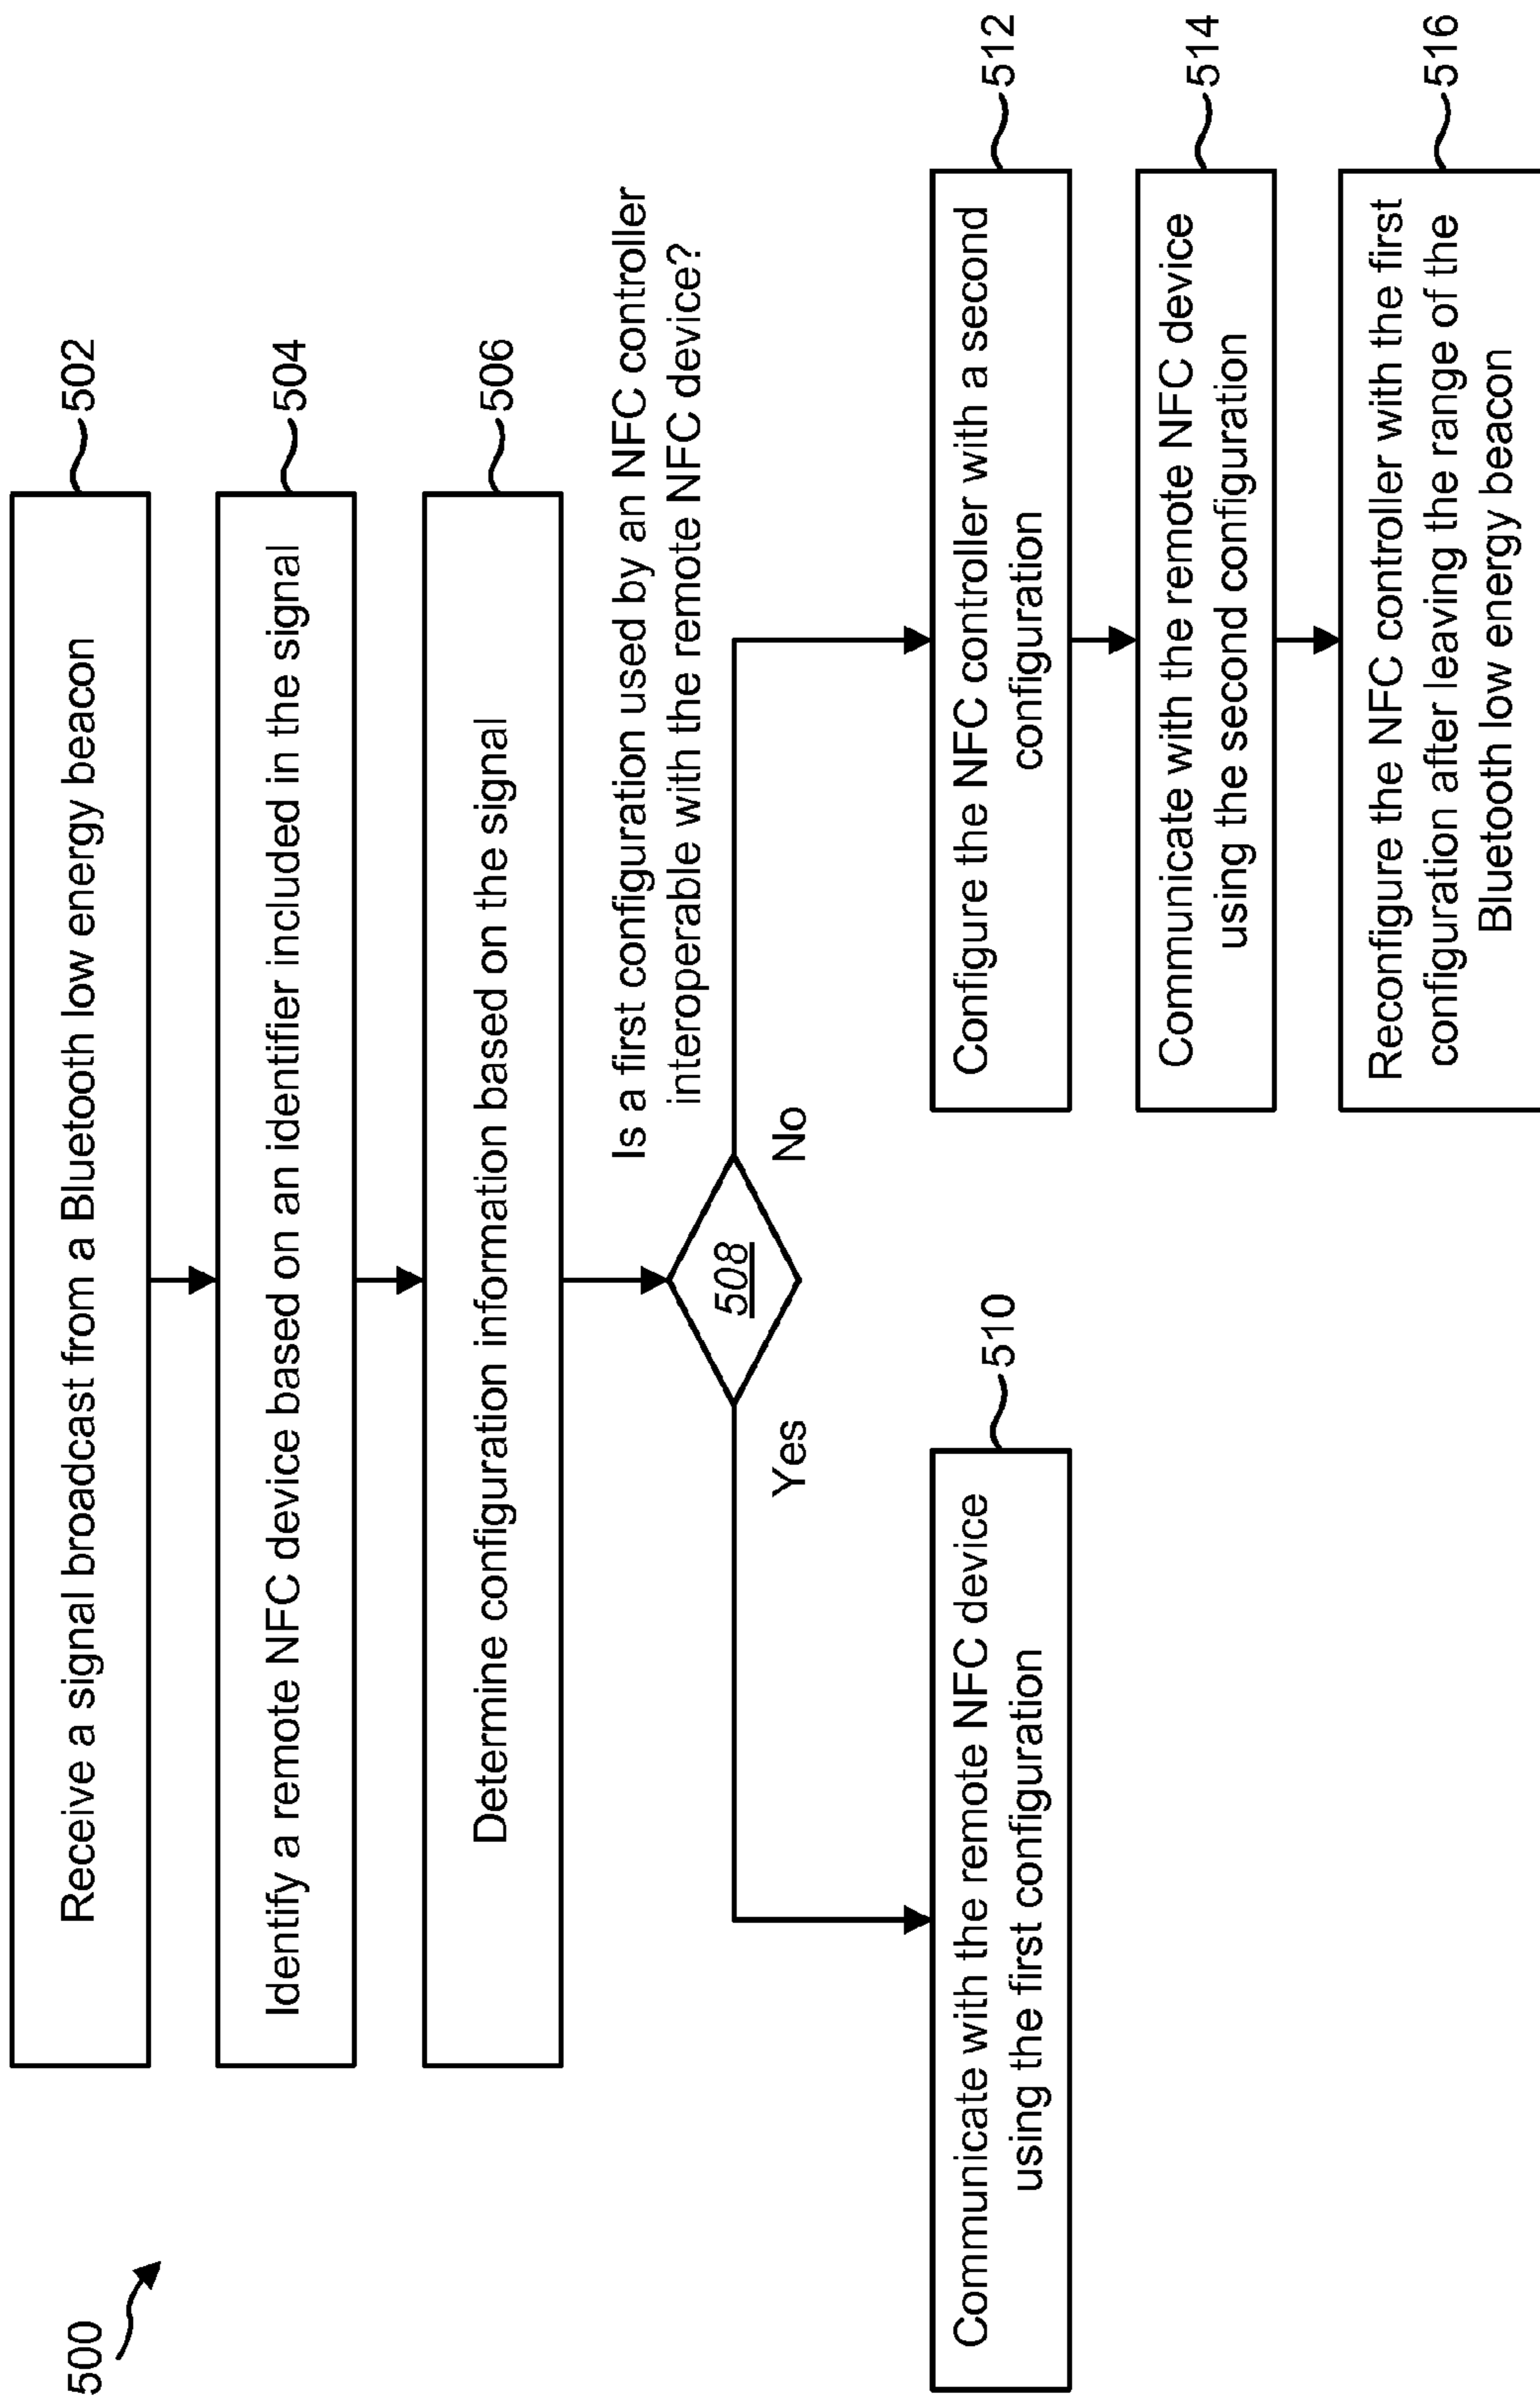 500
Receive a signal broadcast from a Bluetooth low energy beacon
502
Identify a remote NFC device based on an identifier included in the signal
504
Determine configuration information based on the signal
506
Is a first configuration used by an NFC controller
interoperable with the remote NFC device?
508
Yes
No
Communicate with the remote NFC device
using the first configuration
510
Configure the NFC controller with a second
configuration
512
Communicate with the remote NFC device
using the second configuration
514
Reconfigure the NFC controller with the first
configuration after leaving the range of the
Bluetooth low energy beacon
516